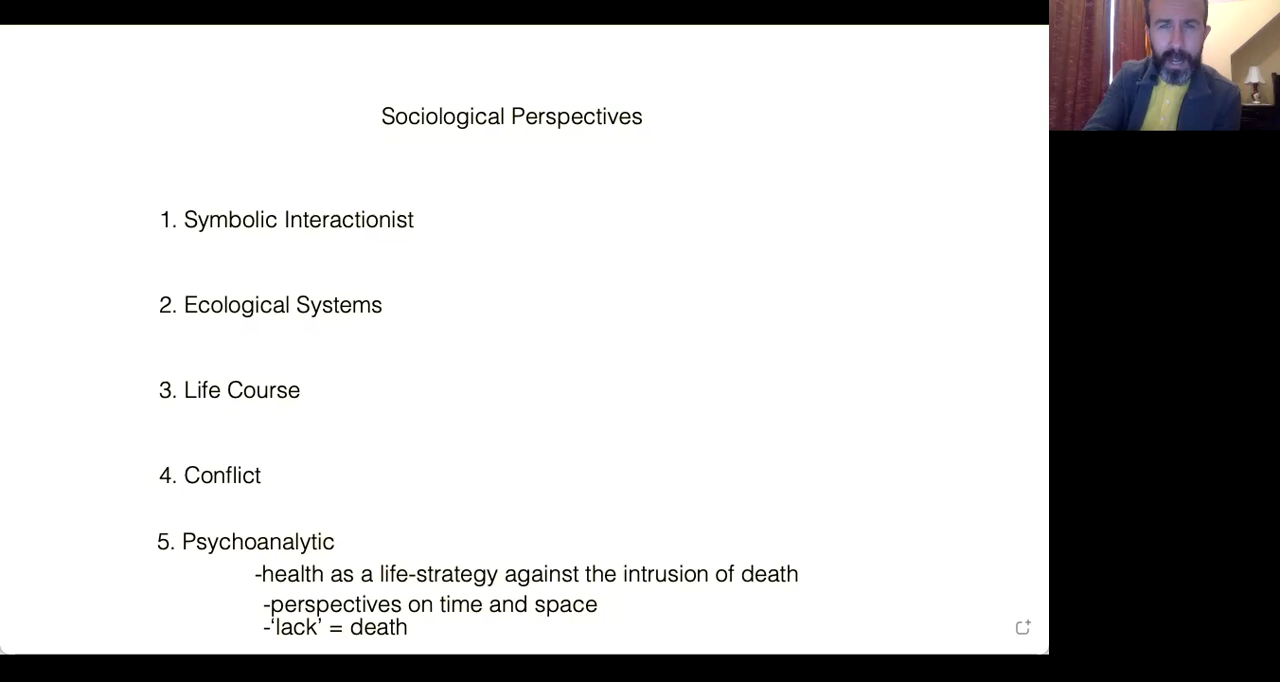 Sociological Perspectives
1. Symbolic Interactionist
2. Ecological Systems
3. Life Course
4. Conflict
5. Psychoanalytic
-health as a life-strategy against the intrusion of death
-perspectives on time and space
-‘lack’ = death